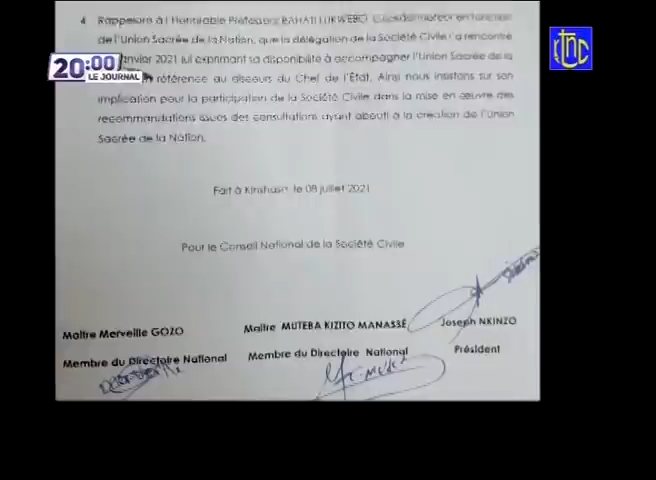 4 Rappelons à l'Honorable Professeur BAHATI LUKWEBO, en fonction
de l'Union Sacrée de la Nation, que la délégation de la Société Civile l'a rencontré
anvier 2021 lui exprimant sa disponibilité à accompagner l'Union Sacrée de la
référence au discours du Chef de l'État. Ainsi nous insistons sur son
implication pour la participation de la Société Civile dans la mise en œuvre des
recommandations issues des consultations ayant abouti à la création de l'Union
Sacrée de la Nation.
Fait à Kinshasa, le 08 juillet 2021
Pour le Conseil National de la Société Civile
Maître Merveille GOZO
Membre du Directoire National
Maître MUTEBA KIZITO MANASSÉ
Membre du Directoire National
Joseph NKINZO
Président
20:00
LE JOURNAL